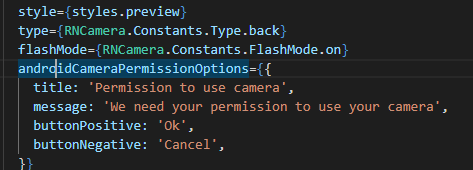 style={styles.preview}
type={RNCamera.Constants.Type.back}
flashMode={RNCamera.Constants.FlashMode.on}
androidCameraPermissionOptions={{
title: 'Permission to use camera',
message: 'We need your permission to use your camera',
buttonPositive: 'Ok',
buttonNegative: 'Cancel',
}}